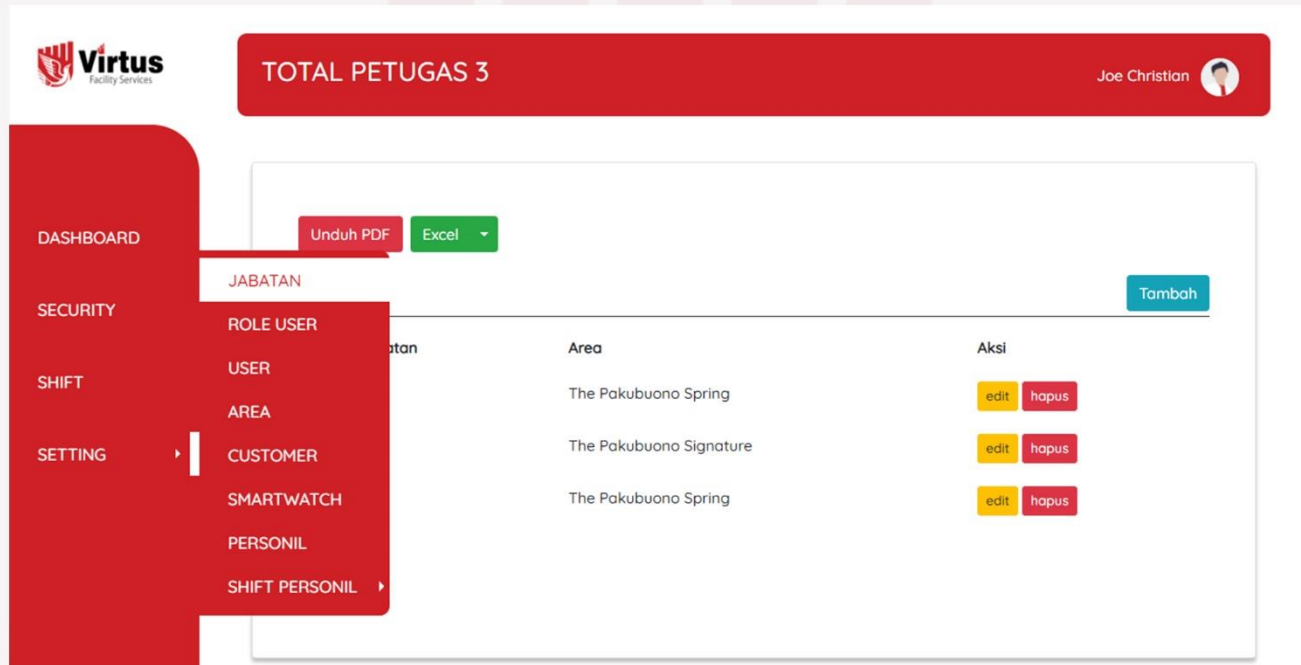 Virtus
Facility Services
TOTAL PETUGAS 3
Joe Christian
DASHBOARD
SECURITY
SHIFT
SETTING
JABATAN
ROLE USER
USER
AREA
CUSTOMER
SMARTWATCH
PERSONIL
SHIFT PERSONIL
Unduh PDF Excel
Tambah
atan Area Aksi
The Pakubuono Spring edit hapus
The Pakubuono Signature edit hapus
The Pakubuono Spring edit hapus